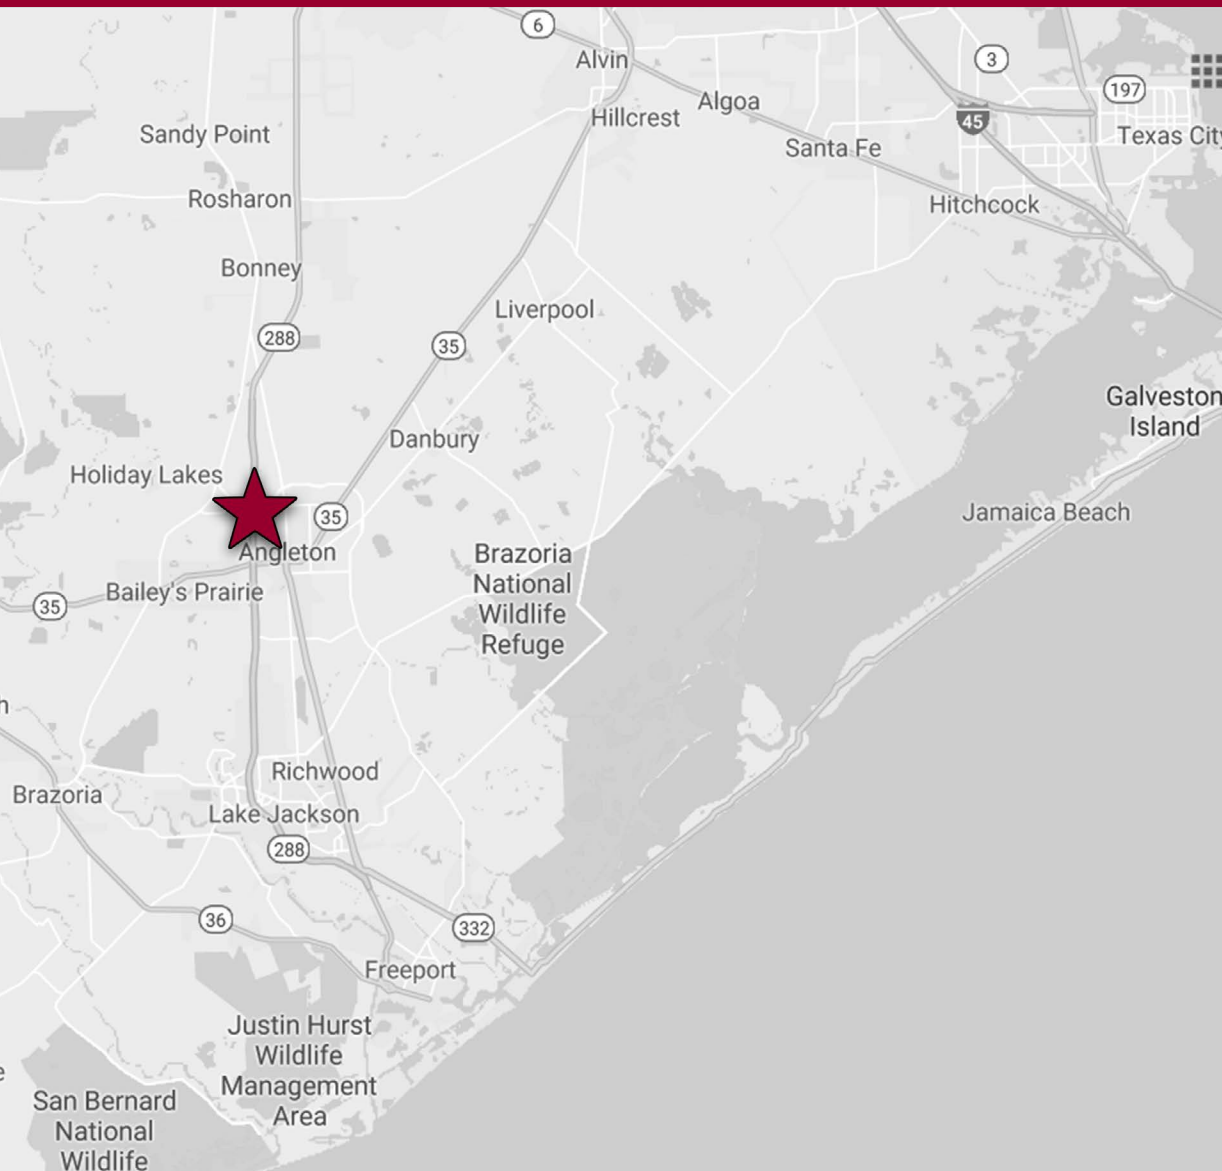 6
Alvin
3
197
Algoa
Hillcrest
45
Sandy Point
Santa Fe
Texas City
Rosharon
Hitchcock
Bonney
Liverpool
288
35
Galveston
Island
Danbury
Holiday Lakes
35
Jamaica Beach
Angleton
Brazoria
National
Wildlife
Refuge
Bailey's Prairie
35
h
Richwood
Brazoria
Lake Jackson
288
36
332
Freeport
Justin Hurst
Wildlife
Management
Area
e
San Bernard
National
Wildlife